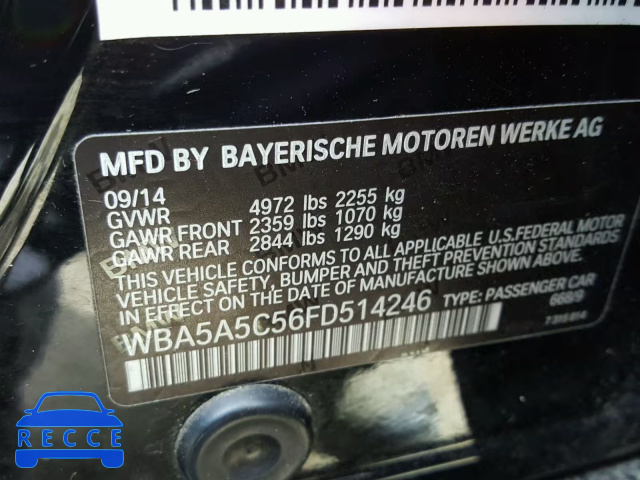 MFD BY BAYERISCHE MOTOREN WERKE AG
09/14
GVWR 4972 lbs 2255 kg
GAWR FRONT 2359 lbs 1070 kg
GAWR REAR 2844 lbs 1290 kg
THIS VEHICLE CONFORMS TO ALL APPLICABLE U.S.FEDERAL MOTOR
VEHICLE SAFETY, BUMPER AND THEFT PREVENTION STANDARDS IN
EFFECT ON THE DATE OF MANUFACTURE SHOWN ABOVE.
WBA5A5C56FD514246 TYPE: PASSENGER CAR
668/9
RECCE